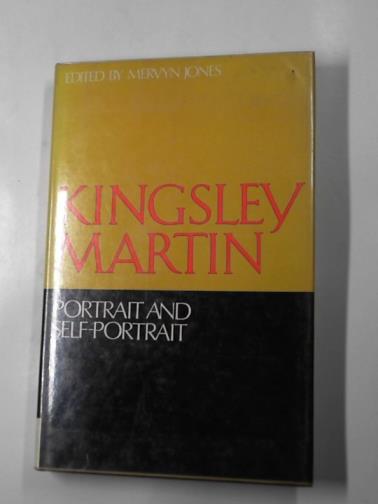 EDITED BY MERVYN JONES
KINGSLEY
MARTIN
PORTRAIT AND
SELF-PORTRAIT